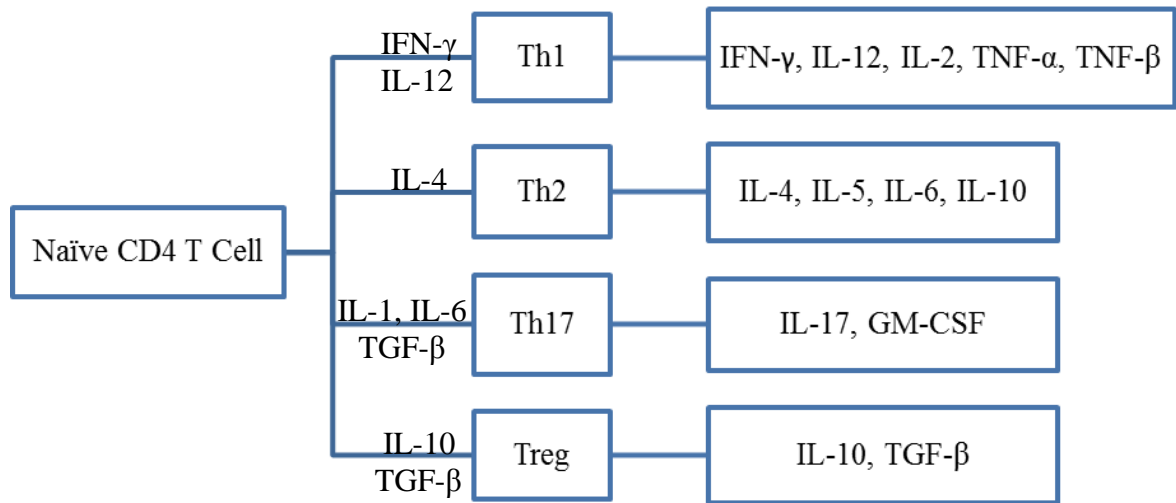 IFN-γ
IL-12
Th1
IFN-γ, IL-12, IL-2, TNF-α, TNF-β
IL-4
Th2
IL-4, IL-5, IL-6, IL-10
Naïve CD4 T Cell
IL-1, IL-6
TGF-β
Th17
IL-17, GM-CSF
IL-10
TGF-β
Treg
IL-10, TGF-β